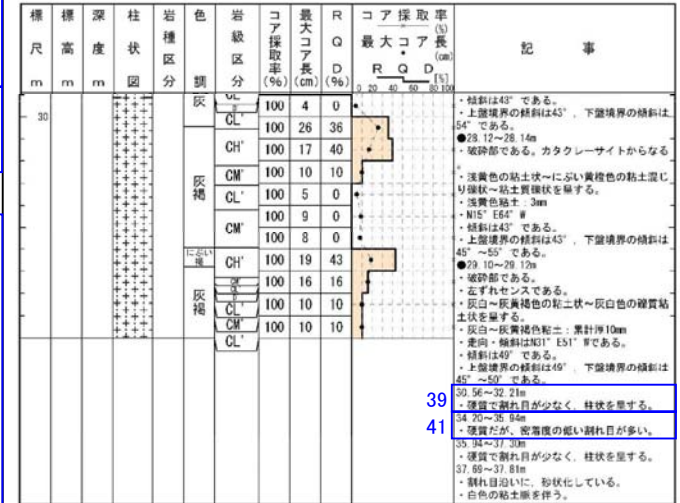 標尺 m
標高 m
深度 m
柱状図
岩種区分
色調
岩級区分
コア採取率(%)
最大コア長(cm)
RQD(%)
コア採取率(%)
最大コア長(cm)
RQD[%]
0 20 40 60 80 100
記事
30
灰
灰褐
にぶい褐
灰褐
CL'
CH'
CM'
CL'
CM'
CH'
CL'
CM'
CL'
100 4 0
100 26 36
100 17 40
100 10 10
100 5 0
100 9 0
100 8 0
100 19 43
100 16 16
100 10 10
100 10 10
・傾斜は43°である。
・上盤境界の傾斜は43°、下盤境界の傾斜は
54°である。
●28.12～28.14m
・破砕部である。カタクレーサイトからなる
。
・浅黄色の粘土状～にぶい黄橙色の粘土混じ
り礫状～粘土質礫状を呈する。
・浅黄色粘土：3mm
・N15°E64°W
・傾斜は43°である。
・上盤境界の傾斜は43°、下盤境界の傾斜は
45°～55°である。
●29.10～29.12m
・破砕部である。
・左ずれセンスである。
・灰白～灰黄褐色の粘土状～灰白色の礫質粘
土状を呈する。
・灰白～灰黄褐色粘土：累計厚10mm
・走向・傾斜はN31°E51°Wである。
・傾斜は49°である。
・上盤境界の傾斜は49°、下盤境界の傾斜は
45°～50°である。
39
30.56～32.21m
・硬質で割れ目が少なく、柱状を呈する。
41
34.20～35.94m
・硬質だが、密着度の低い割れ目が多い。
35.94～37.30m
・硬質で割れ目が少なく、柱状を呈する。
37.69～37.81m
・割れ目沿いに、砂状化している。
・白色の粘土脈を伴う。